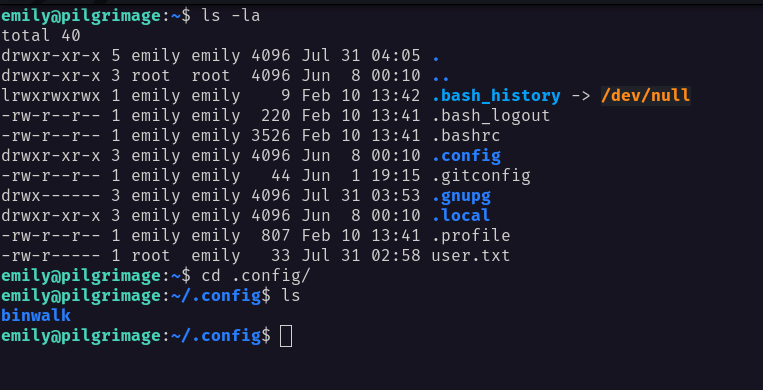 emily@pilgrimage:~$ ls -la
total 40
drwxr-xr-x 5 emily emily 4096 Jul 31 04:05 .
drwxr-xr-x 3 root  root  4096 Jun  8 00:10 ..
lrwxrwxrwx 1 emily emily    9 Feb 10 13:42 .bash_history -> /dev/null
-rw-r--r-- 1 emily emily  220 Feb 10 13:41 .bash_logout
-rw-r--r-- 1 emily emily 3526 Feb 10 13:41 .bashrc
drwxr-xr-x 3 emily emily 4096 Jun  8 00:10 .config
-rw-r--r-- 1 emily emily   44 Jun  1 19:15 .gitconfig
drwx------ 3 emily emily 4096 Jul 31 03:53 .gnupg
drwxr-xr-x 3 emily emily 4096 Jun  8 00:10 .local
-rw-r--r-- 1 emily emily  807 Feb 10 13:41 .profile
-rw-r----- 1 root  emily   33 Jul 31 02:58 user.txt
emily@pilgrimage:~$ cd .config/
emily@pilgrimage:~/.config$ ls
binwalk
emily@pilgrimage:~/.config$